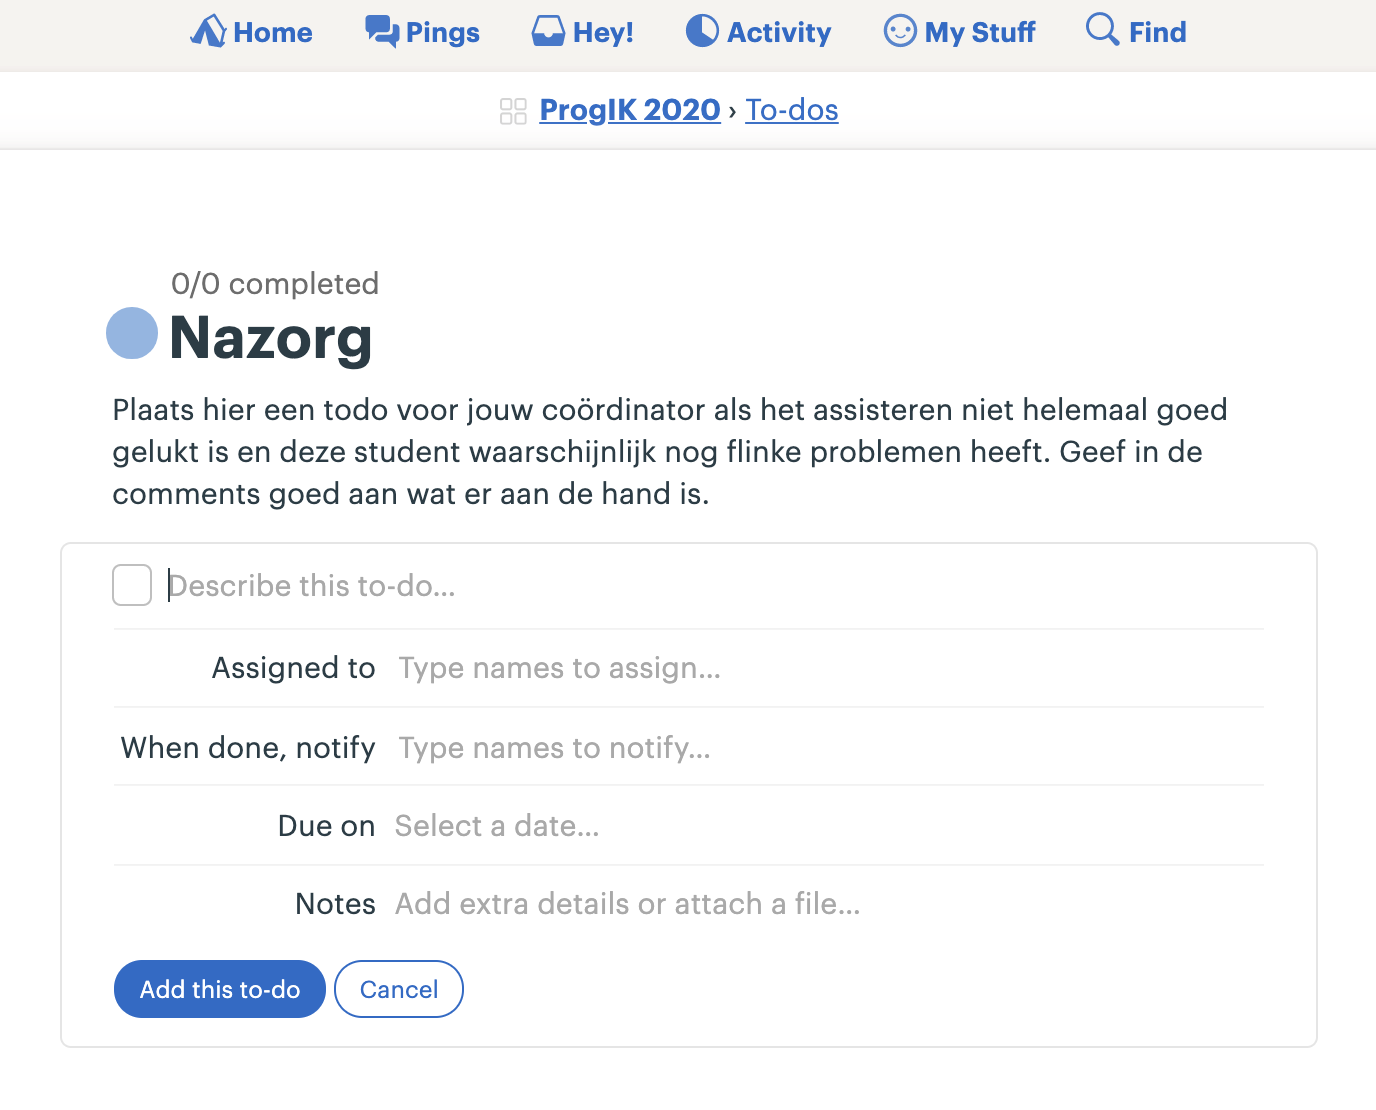 Home Pings Hey! Activity My Stuff Find
ProgIK 2020 › To-dos
0/0 completed
Nazorg
Plaats hier een todo voor jouw coördinator als het assisteren niet helemaal goed
gelukt is en deze student waarschijnlijk nog flinke problemen heeft. Geef in de
comments goed aan wat er aan de hand is.
Describe this to-do...
Assigned to Type names to assign...
When done, notify Type names to notify...
Due on Select a date...
Notes Add extra details or attach a file...
Add this to-do Cancel